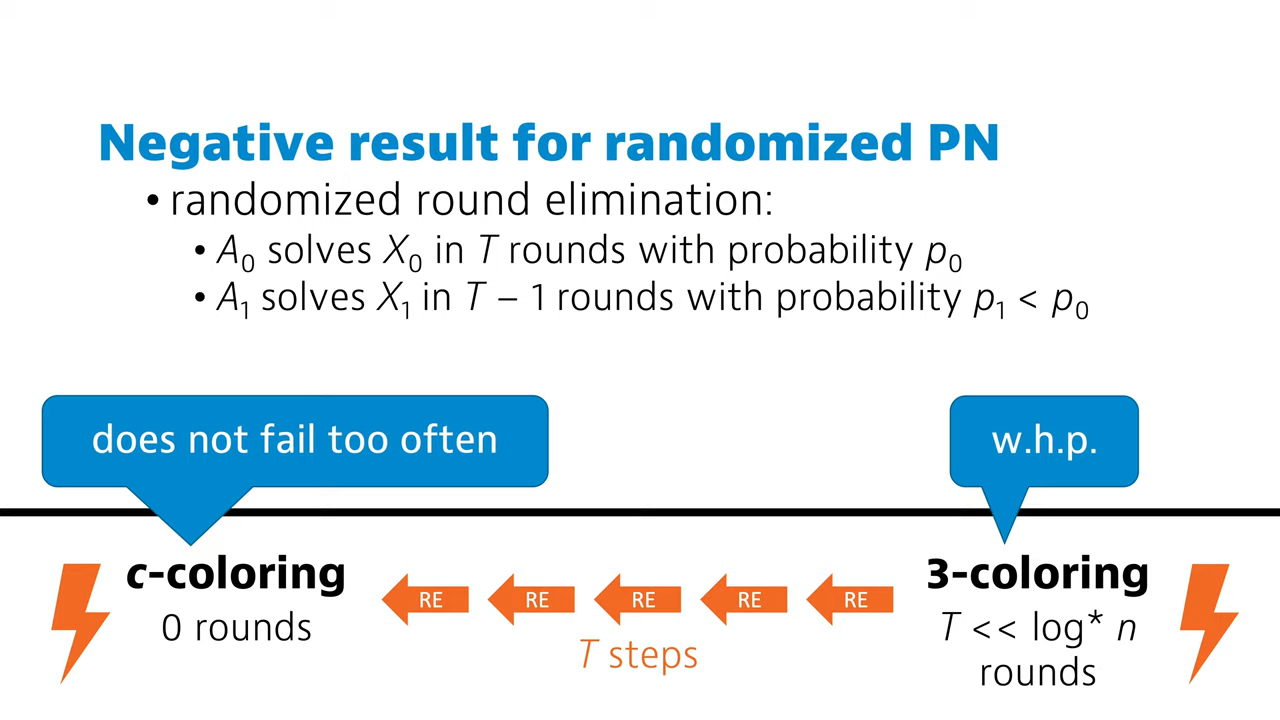 Negative result for randomized PN
• randomized round elimination:
• A₀ solves X₀ in T rounds with probability p₀
• A₁ solves X₁ in T – 1 rounds with probability p₁ < p₀
does not fail too often
w.h.p.
c-coloring
0 rounds
RE RE RE RE RE
T steps
3-coloring
T << log* n
rounds